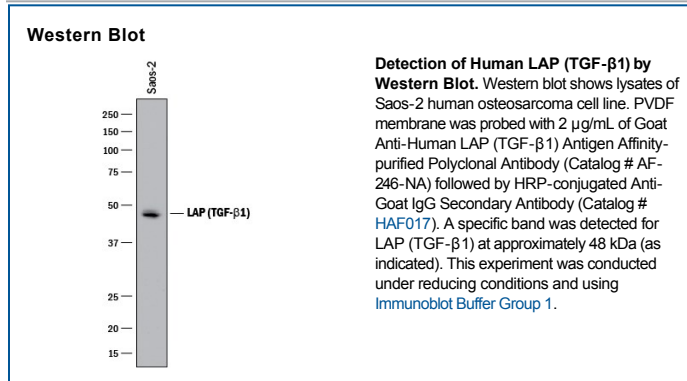 Western Blot
Saos-2
250
150
100
75
50
37
25
20
15
LAP (TGF-β1)
Detection of Human LAP (TGF-β1) by
Western Blot. Western blot shows lysates of
Saos-2 human osteosarcoma cell line. PVDF
membrane was probed with 2 µg/mL of Goat
Anti-Human LAP (TGF-β1) Antigen Affinity-
purified Polyclonal Antibody (Catalog # AF-
246-NA) followed by HRP-conjugated Anti-
Goat IgG Secondary Antibody (Catalog #
HAF017). A specific band was detected for
LAP (TGF-β1) at approximately 48 kDa (as
indicated). This experiment was conducted
under reducing conditions and using
Immunoblot Buffer Group 1.